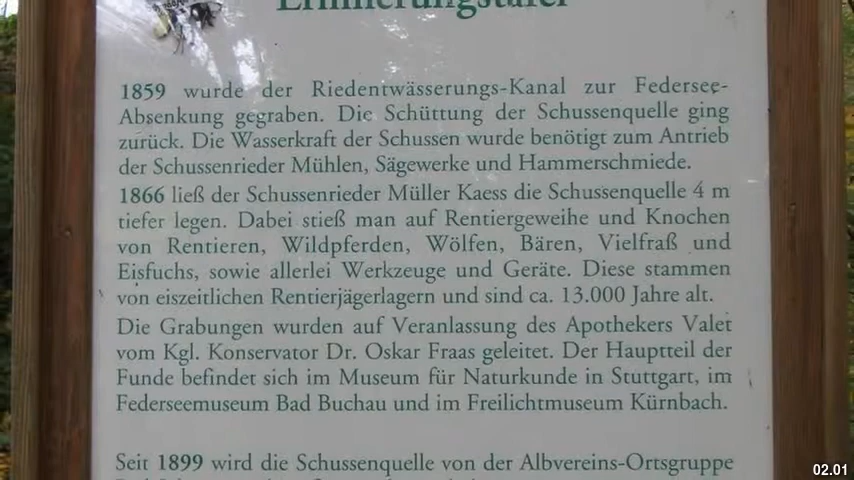 Erinnerungstafel
1859 wurde der Riedentwässerungs-Kanal zur Federsee-
Absenkung gegraben. Die Schüttung der Schussenquelle ging
zurück. Die Wasserkraft der Schussen wurde benötigt zum Antrieb
der Schussenrieder Mühlen, Sägewerke und Hammerschmiede.
1866 ließ der Schussenrieder Müller Kaess die Schussenquelle 4 m
tiefer legen. Dabei stieß man auf Rentiergeweihe und Knochen
von Rentieren, Wildpferden, Wölfen, Bären, Vielfraß und
Eisfuchs, sowie allerlei Werkzeuge und Geräte. Diese stammen
von eiszeitlichen Rentierjägerlagern und sind ca. 13.000 Jahre alt.
Die Grabungen wurden auf Veranlassung des Apothekers Valet
vom Kgl. Konservator Dr. Oskar Fraas geleitet. Der Hauptteil der
Funde befindet sich im Museum für Naturkunde in Stuttgart, im
Federseemuseum Bad Buchau und im Freilichtmuseum Kürnbach.
Seit 1899 wird die Schussenquelle von der Albvereins-Ortsgruppe
02.01